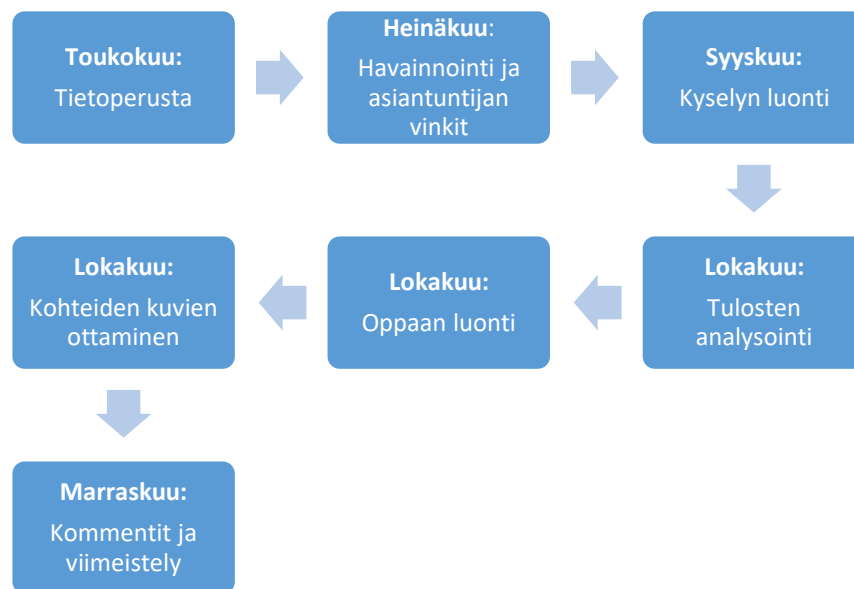 Toukokuu:
Tietoperusta
Heinäkuu:
Havainnointi ja
asiantuntijan
vinkit
Syyskuu:
Kyselyn luonti
Lokakuu:
Tulosten
analysointi
Lokakuu:
Oppaan luonti
Lokakuu:
Kohteiden kuvien
ottaminen
Marraskuu:
Kommentit ja
viimeistely